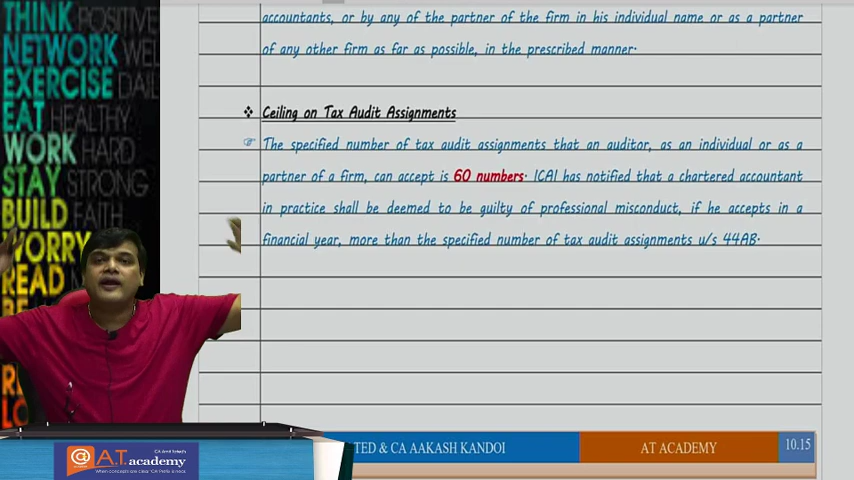 THINK POSITIVE
NETWORK WELL
EXERCISE DAILY
EAT HEALTHY
WORK HARD
STAY STRONG
BUILD FAITH
WORRY
READ
accountants, or by any of the partner of the firm in his individual name or as a partner
of any other firm as far as possible, in the prescribed manner.
❖ Ceiling on Tax Audit Assignments
☞ The specified number of tax audit assignments that an auditor, as an individual or as a
partner of a firm, can accept is 60 numbers. ICAI has notified that a chartered accountant
in practice shall be deemed to be guilty of professional misconduct, if he accepts in a
financial year, more than the specified number of tax audit assignments u/s 44AB.
TED & CA AAKASH KANDOI
AT ACADEMY
10.15
@
A.T. academy